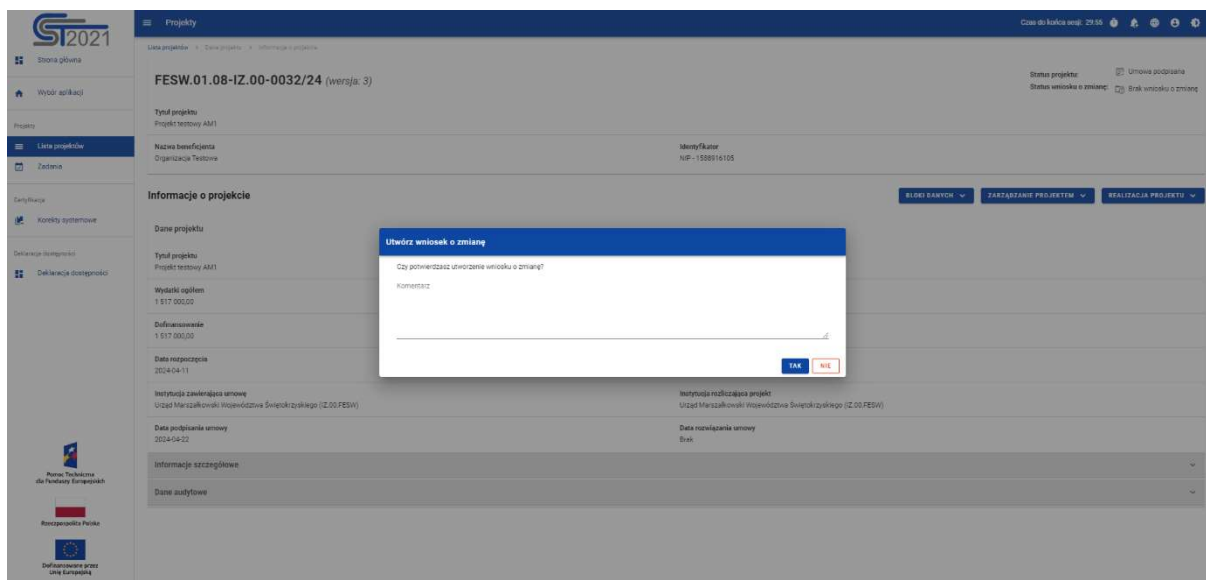 CST2021
Strona główna
Wybór aplikacji
Projekty
Lista projektów
Zadania
Certyfikacja
Korekty systemowe
Deklaracja dostępności
Deklaracja dostępności
Pomoc Techniczna
dla Funduszy Europejskich
Rzeczpospolita Polska
Dofinansowane przez
Unię Europejską
Projekty
Czas do końca sesji: 29:56
Lista projektów > Dane projektu > Informacje o projekcie
FESW.01.08-IZ.00-0032/24 (wersja: 3)
Status projektu: Umowa podpisana
Status wniosku o zmianę: Brak wniosku o zmianę
Tytuł projektu
Projekt testowy AM1
Nazwa beneficjenta
Organizacja Testowa
Identyfikator
NIP - 1588916105
Informacje o projekcie
BLOKI DANYCH
ZARZĄDZANIE PROJEKTEM
REALIZACJA PROJEKTU
Dane projektu
Tytuł projektu
Projekt testowy AM1
Wydatki ogółem
1 517 000,00
Dofinansowanie
1 517 000,00
Data rozpoczęcia
2024-04-11
Instytucja zawierająca umowę
Urząd Marszałkowski Województwa Świętokrzyskiego (IZ.00.FESW)
Instytucja rozliczająca projekt
Urząd Marszałkowski Województwa Świętokrzyskiego (IZ.00.FESW)
Data podpisania umowy
2024-04-22
Data rozwiązania umowy
Brak
Informacje szczegółowe
Dane audytowe
Utwórz wniosek o zmianę
Czy potwierdzasz utworzenie wniosku o zmianę?
Komentarz
TAK
NIE